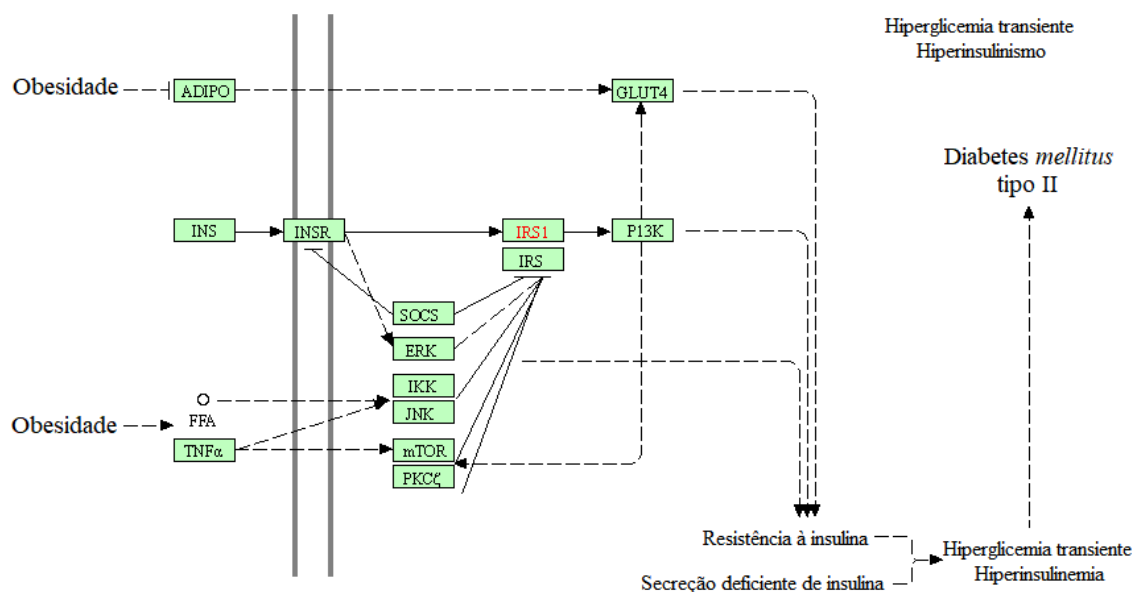 Hiperglicemia transiente
Hiperinsulinismo
Obesidade
ADIPO
GLUT4
Diabetes mellitus
tipo II
INS
INSR
IRS1
P13K
IRS
SOCS
ERK
IKK
JNK
FFA
Obesidade
TNFα
mTOR
PKCζ
Resistência à insulina
Secreção deficiente de insulina
Hiperglicemia transiente
Hiperinsulinemia